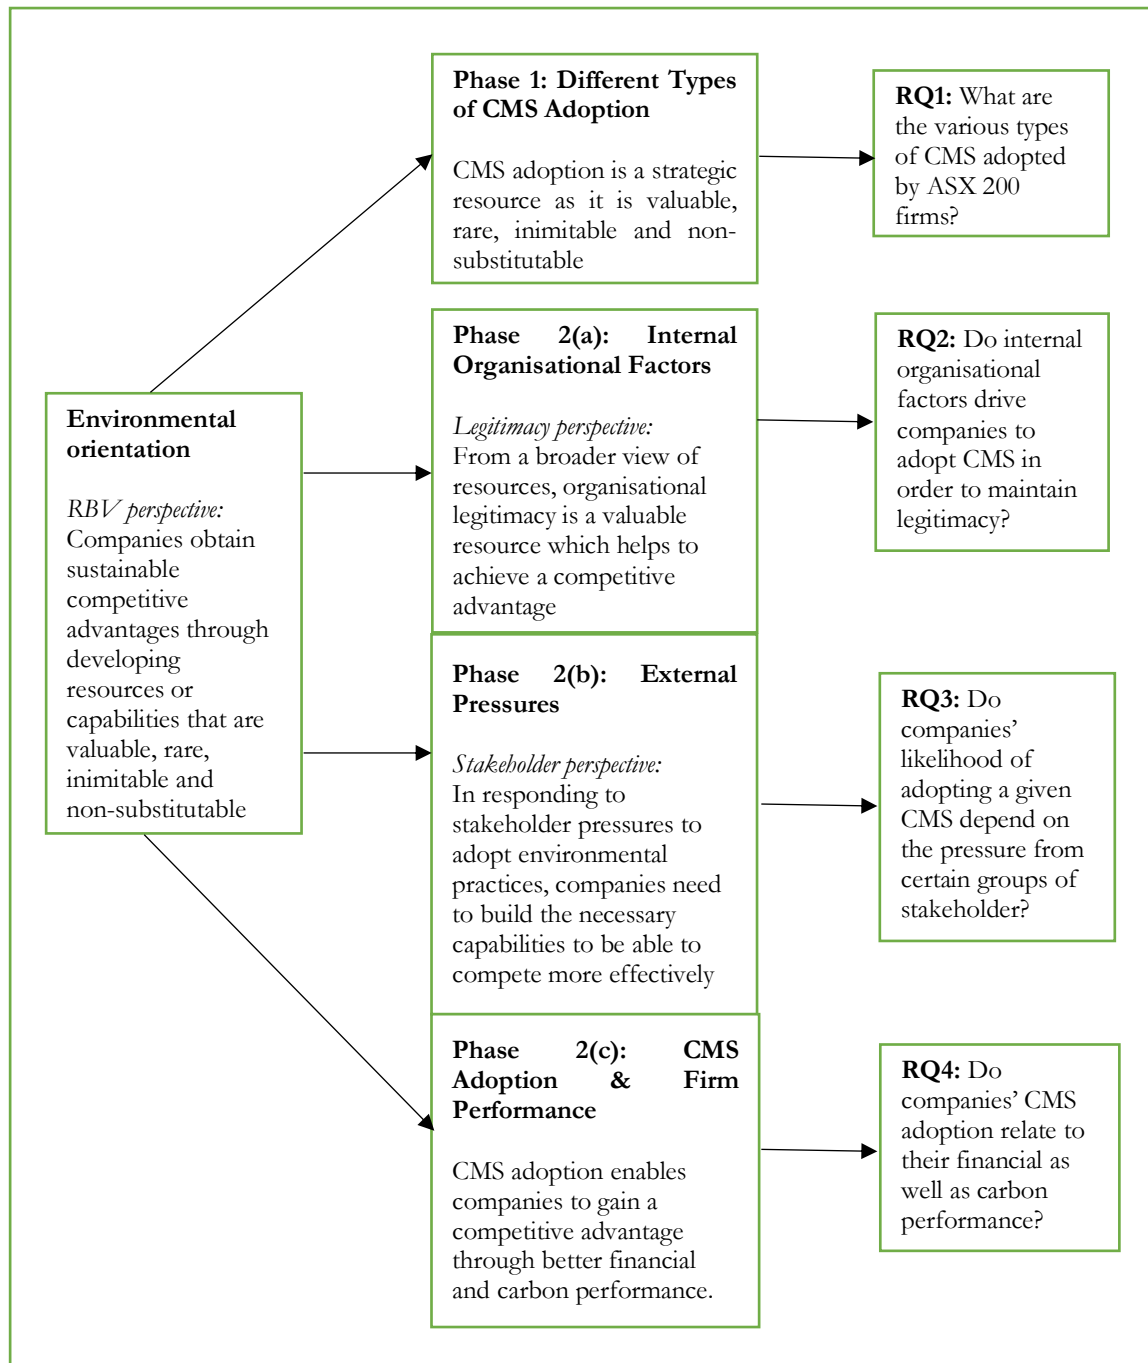 Environmental
orientation
RBV perspective:
Companies obtain
sustainable
competitive
advantages through
developing
resources or
capabilities that are
valuable, rare,
inimitable and
non-substitutable
Phase 1: Different Types
of CMS Adoption
CMS adoption is a strategic
resource as it is valuable,
rare, inimitable and non-
substitutable
RQ1: What are
the various types
of CMS adopted
by ASX 200
firms?
Phase 2(a): Internal
Organisational Factors
Legitimacy perspective:
From a broader view of
resources, organisational
legitimacy is a valuable
resource which helps to
achieve a competitive
advantage
RQ2: Do internal
organisational
factors drive
companies to
adopt CMS in
order to maintain
legitimacy?
Phase 2(b): External
Pressures
Stakeholder perspective:
In responding to
stakeholder pressures to
adopt environmental
practices, companies need
to build the necessary
capabilities to be able to
compete more effectively
RQ3: Do
companies’
likelihood of
adopting a given
CMS depend on
the pressure from
certain groups of
stakeholder?
Phase 2(c): CMS
Adoption & Firm
Performance
CMS adoption enables
companies to gain a
competitive advantage
through better financial
and carbon performance.
RQ4: Do
companies’ CMS
adoption relate to
their financial as
well as carbon
performance?